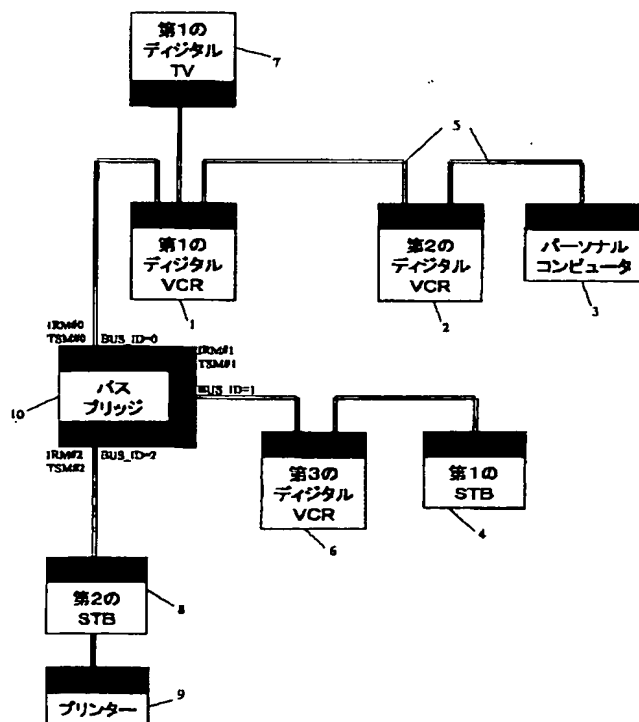 第1の
ディジタル
TV
7
5
第1の
ディジタル
VCR
1
第2の
ディジタル
VCR
2
パーソナル
コンピュータ
3
IRM#0
TSM#0
BUS_ID=0
IRM#1
TSM#1
BUS_ID=1
バス
ブリッジ
10
IRM#2
TSM#2
BUS_ID=2
第3の
ディジタル
VCR
6
第1の
STB
4
第2の
STB
8
プリンター
9